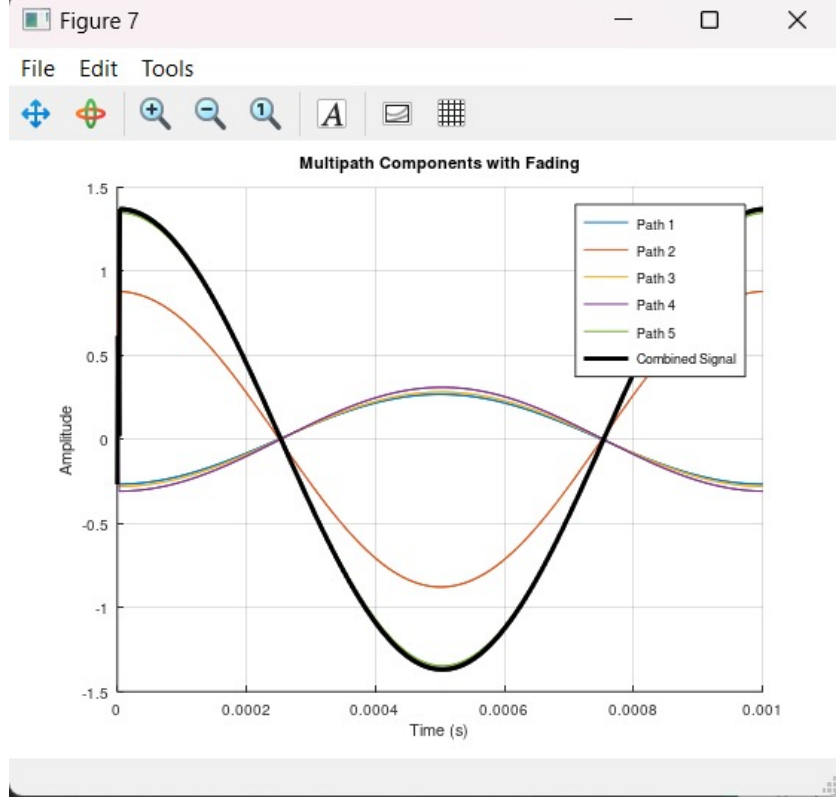 Figure 7
File Edit Tools
1
A
Multipath Components with Fading
1.5
1
0.5
0
-0.5
-1
-1.5
Amplitude
Path 1
Path 2
Path 3
Path 4
Path 5
Combined Signal
0 0.0002 0.0004 0.0006 0.0008 0.001
Time (s)